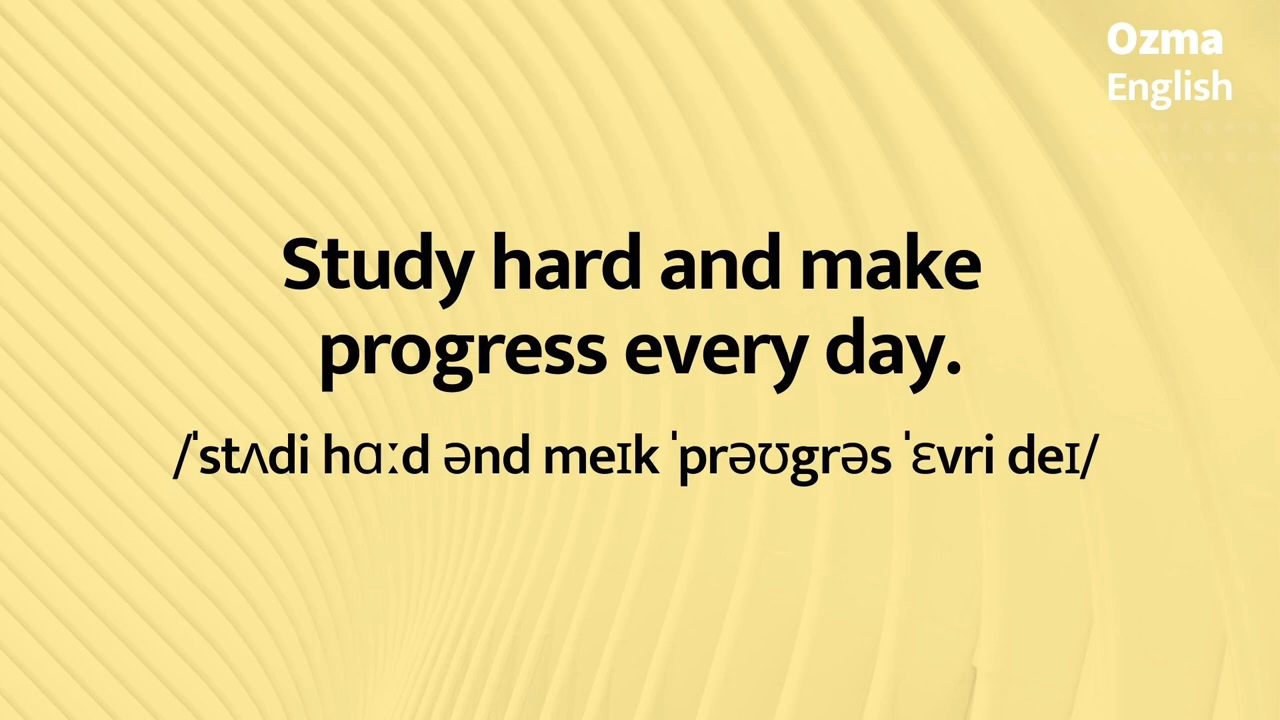 Ozma
English
Study hard and make
progress every day.
/ˈstʌdi hɑːd ənd meɪk ˈprəʊgrəs ˈɛvri deɪ/